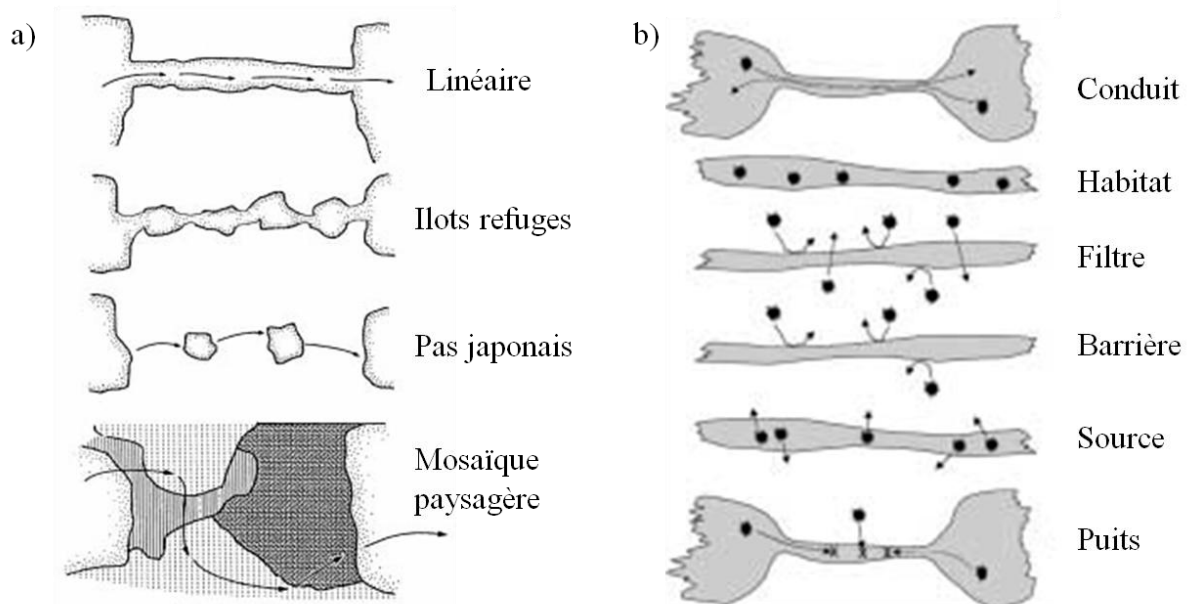 a)
Linéaire
Ilots refuges
Pas japonais
Mosaïque
paysagère
b)
Conduit
Habitat
Filtre
Barrière
Source
Puits